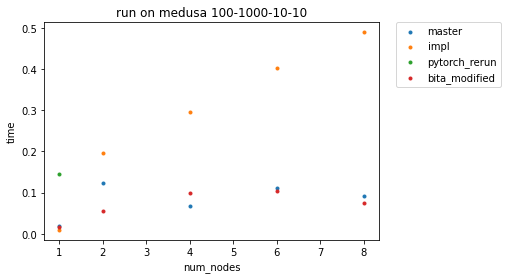 run on medusa 100-1000-10-10
master
impl
pytorch_rerun
bita_modified
time
0.5
0.4
0.3
0.2
0.1
0.0
1 2 3 4 5 6 7 8
num_nodes